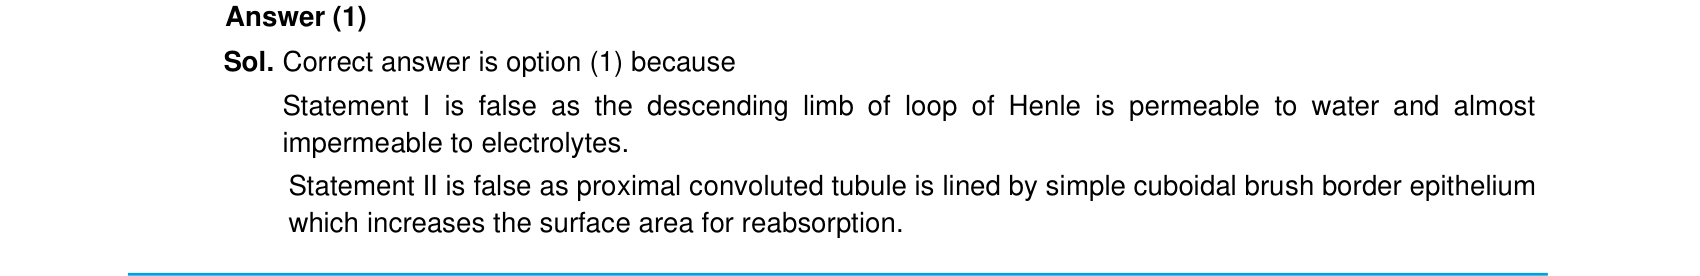 Answer (1)
Sol. Correct answer is option (1) because
Statement I is false as the descending limb of loop of Henle is permeable to water and almost
impermeable to electrolytes.
Statement II is false as proximal convoluted tubule is lined by simple cuboidal brush border epithelium
which increases the surface area for reabsorption.